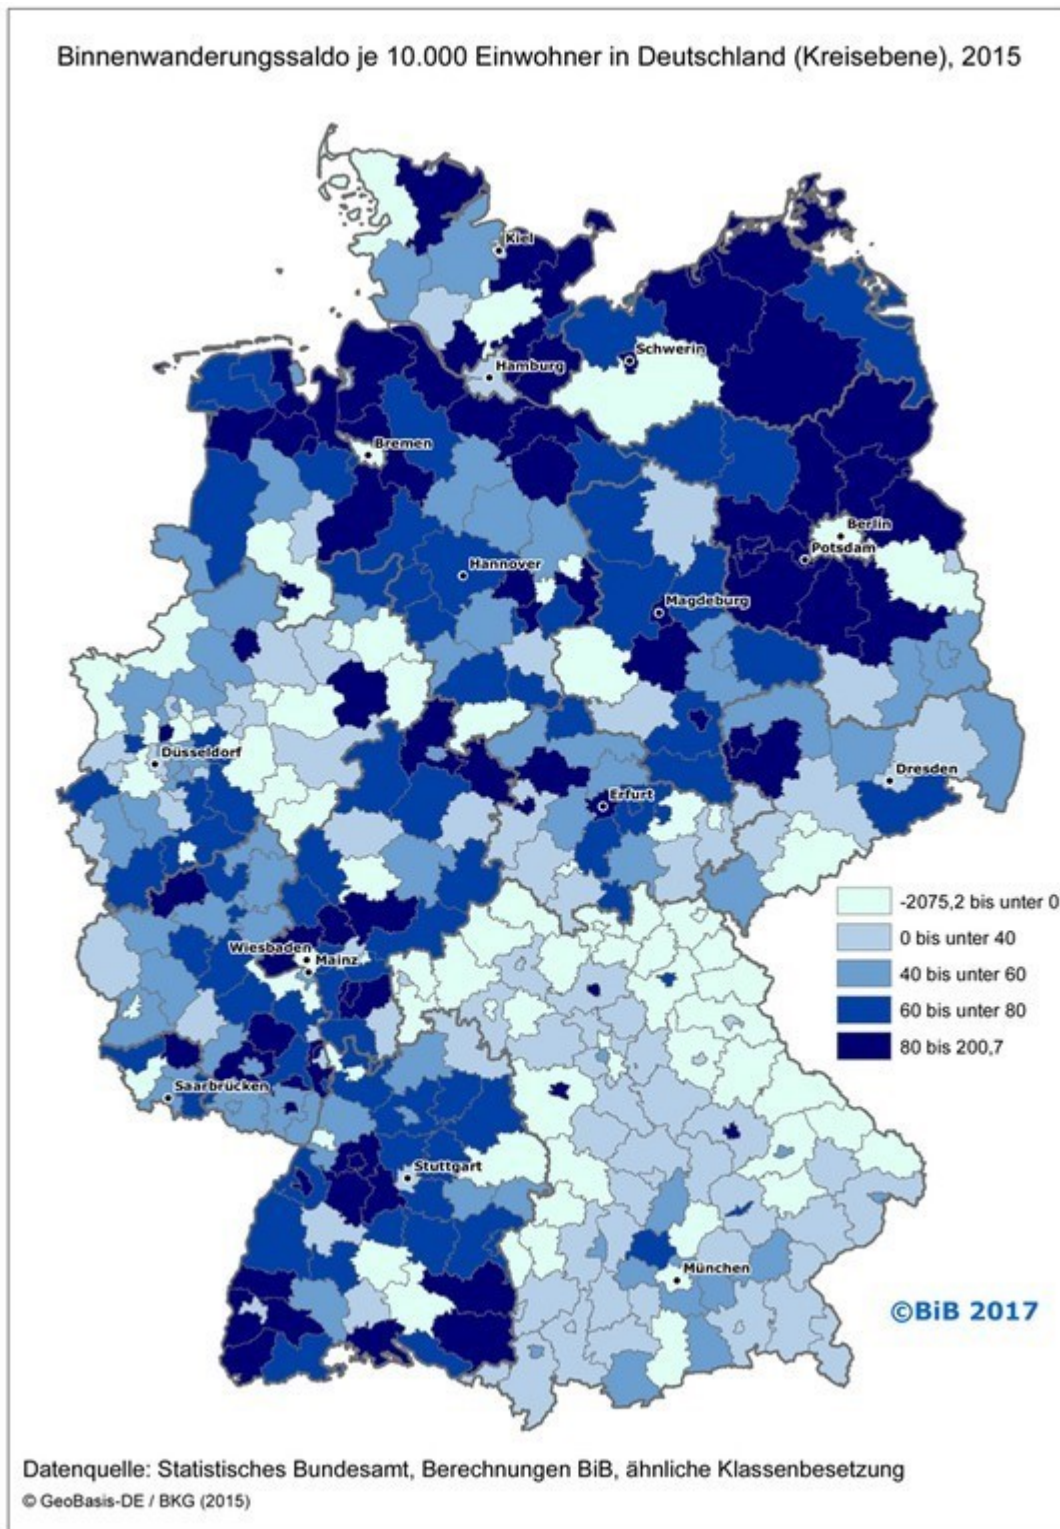 Binnenwanderungssaldo je 10.000 Einwohner in Deutschland (Kreisebene), 2015
Kiel
Schwerin
Hamburg
Bremen
Berlin
Potsdam
Hannover
Magdeburg
Düsseldorf
Dresden
Erfurt
Wiesbaden
Mainz
Saarbrücken
Stuttgart
München
-2075,2 bis unter 0
0 bis unter 40
40 bis unter 60
60 bis unter 80
80 bis 200,7
©BiB 2017
Datenquelle: Statistisches Bundesamt, Berechnungen BiB, ähnliche Klassenbesetzung
© GeoBasis-DE / BKG (2015)